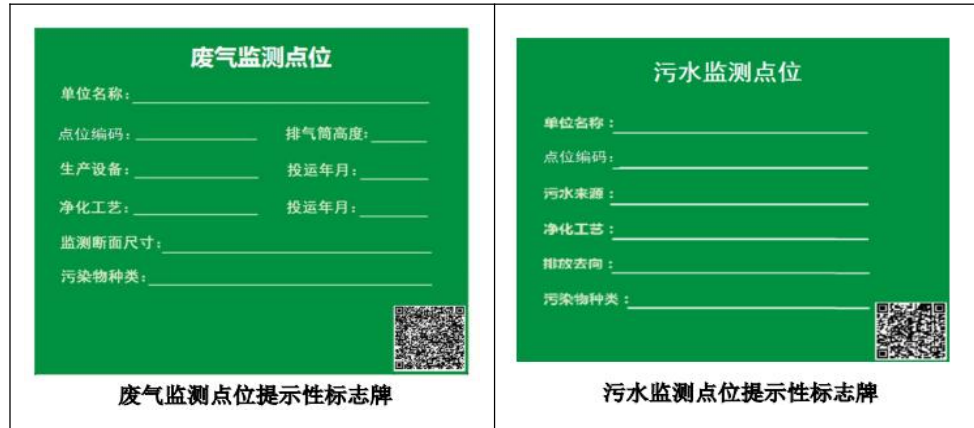 废气监测点位
单位名称：
点位编码： 排气筒高度：
生产设备： 投运年月：
净化工艺： 投运年月：
监测断面尺寸：
污染物种类：
废气监测点位提示性标志牌
污水监测点位
单位名称：
点位编码：
污水来源：
净化工艺：
排放去向：
污染物种类：
污水监测点位提示性标志牌